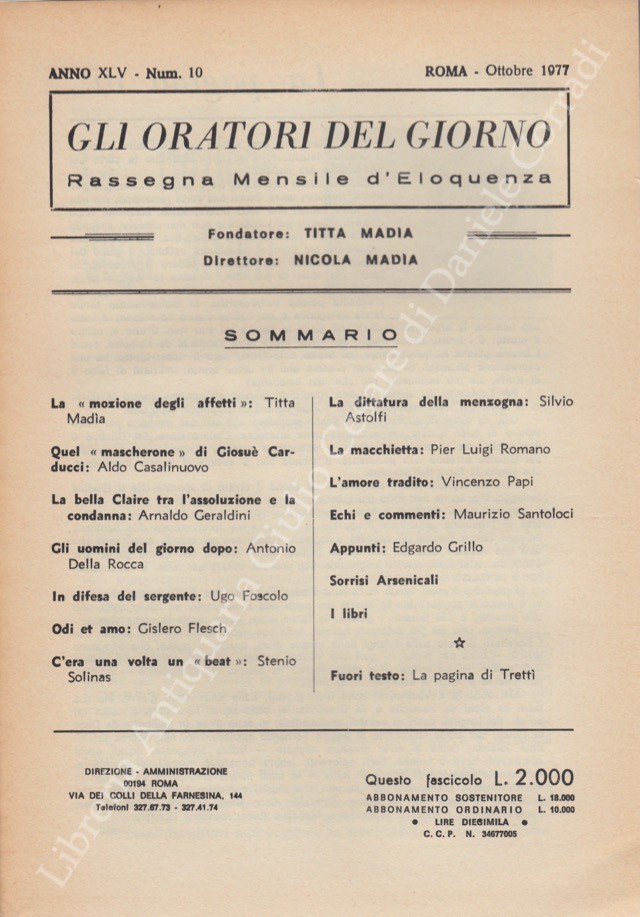 ANNO XLV - Num. 10
ROMA - Ottobre 1977
GLI ORATORI DEL GIORNO
Rassegna Mensile d'Eloquenza
Fondatore: TITTA MADIA
Direttore: NICOLA MADIA
SOMMARIO
La « mozione degli affetti »: Titta
Madìa
Quel « mascherone » di Giosuè Car-
ducci: Aldo Casalinuovo
La bella Claire tra l'assoluzione e la
condanna: Arnaldo Geraldini
Gli uomini del giorno dopo: Antonio
Della Rocca
In difesa del sergente: Ugo Foscolo
Odi et amo: Gislero Flesch
C'era una volta un « beat »: Stenio
Solinas
La dittatura della menzogna: Silvio
Astolfi
La macchietta: Pier Luigi Romano
L'amore tradito: Vincenzo Papi
Echi e commenti: Maurizio Santoloci
Appunti: Edgardo Grillo
Sorrisi Arsenicali
I libri
☆
Fuori testo: La pagina di Trettì
DIREZIONE - AMMINISTRAZIONE
00194 ROMA
VIA DEI COLLI DELLA FARNESINA, 144
Telefoni 327.67.73 - 327.41.74
Questo fascicolo L. 2.000
ABBONAMENTO SOSTENITORE L. 18.000
ABBONAMENTO ORDINARIO L. 10.000
• LIRE DIECIMILA •
C. C. P. N. 34677005
Libreria Antiquaria Giulio Cesare di Daniele Corradi